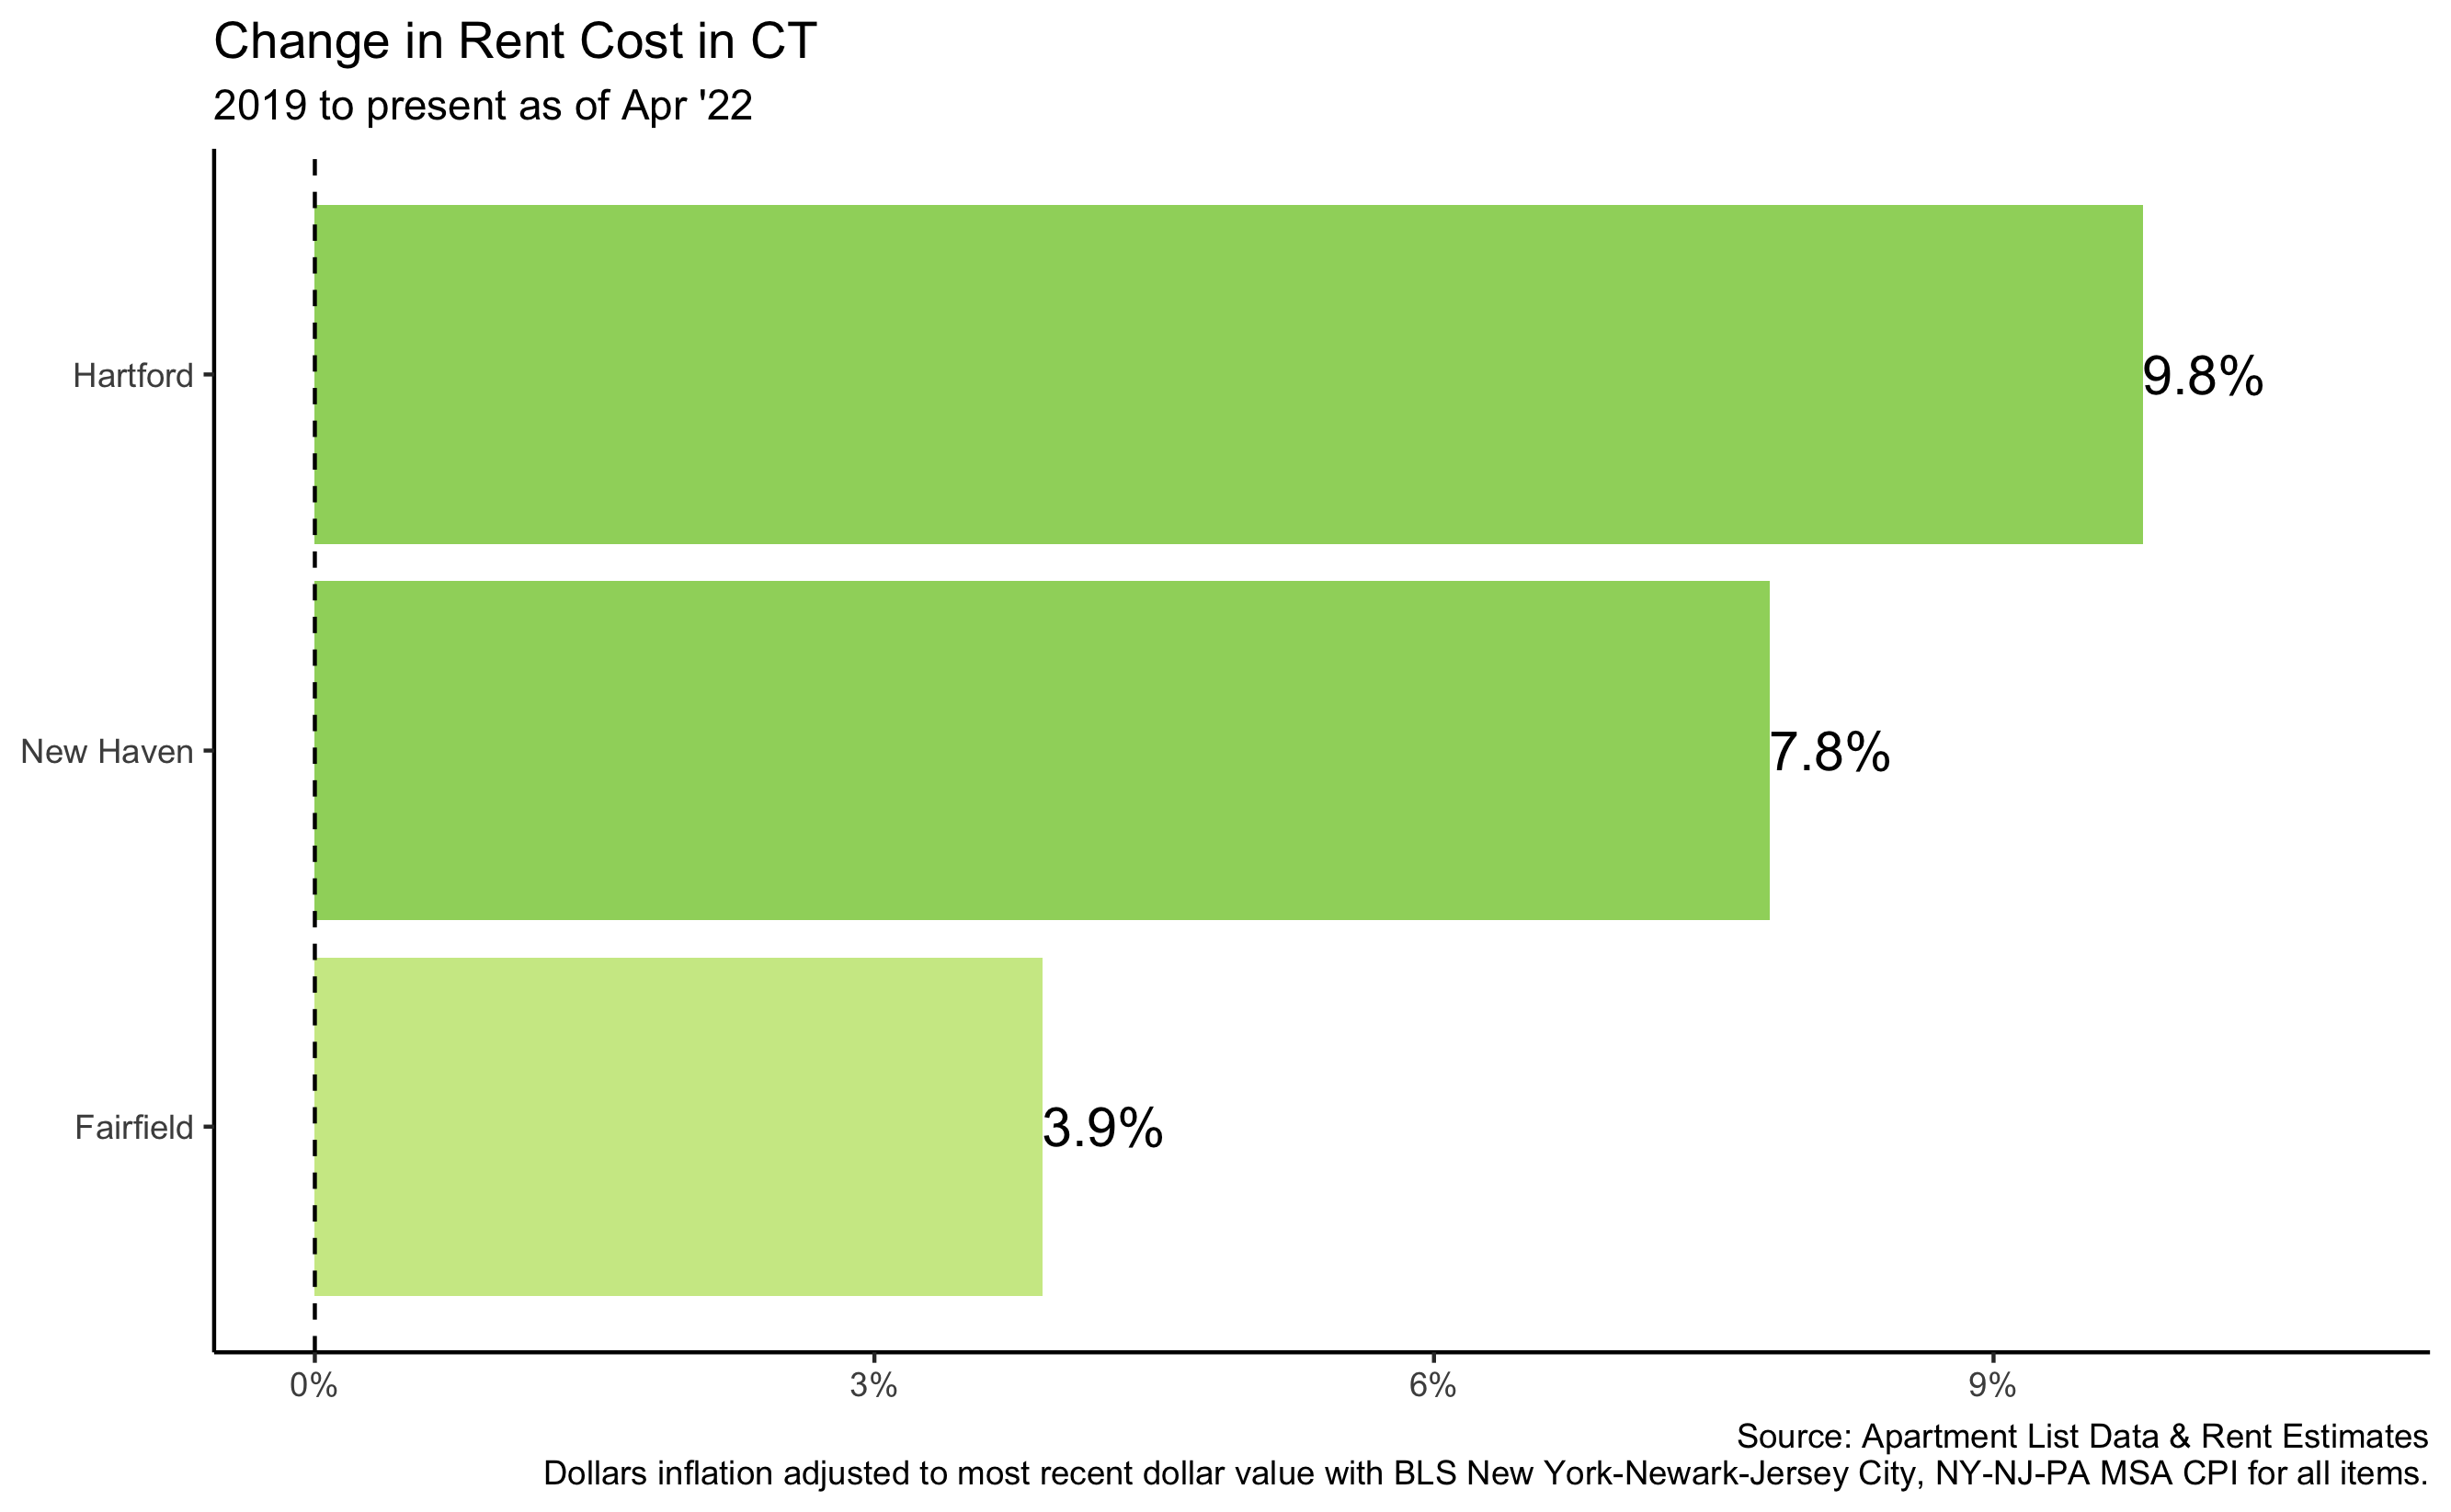 Change in Rent Cost in CT
2019 to present as of Apr '22
Hartford
9.8%
New Haven
7.8%
Fairfield
3.9%
0%
3%
6%
9%
Source: Apartment List Data & Rent Estimates
Dollars inflation adjusted to most recent dollar value with BLS New York-Newark-Jersey City, NY-NJ-PA MSA CPI for all items.